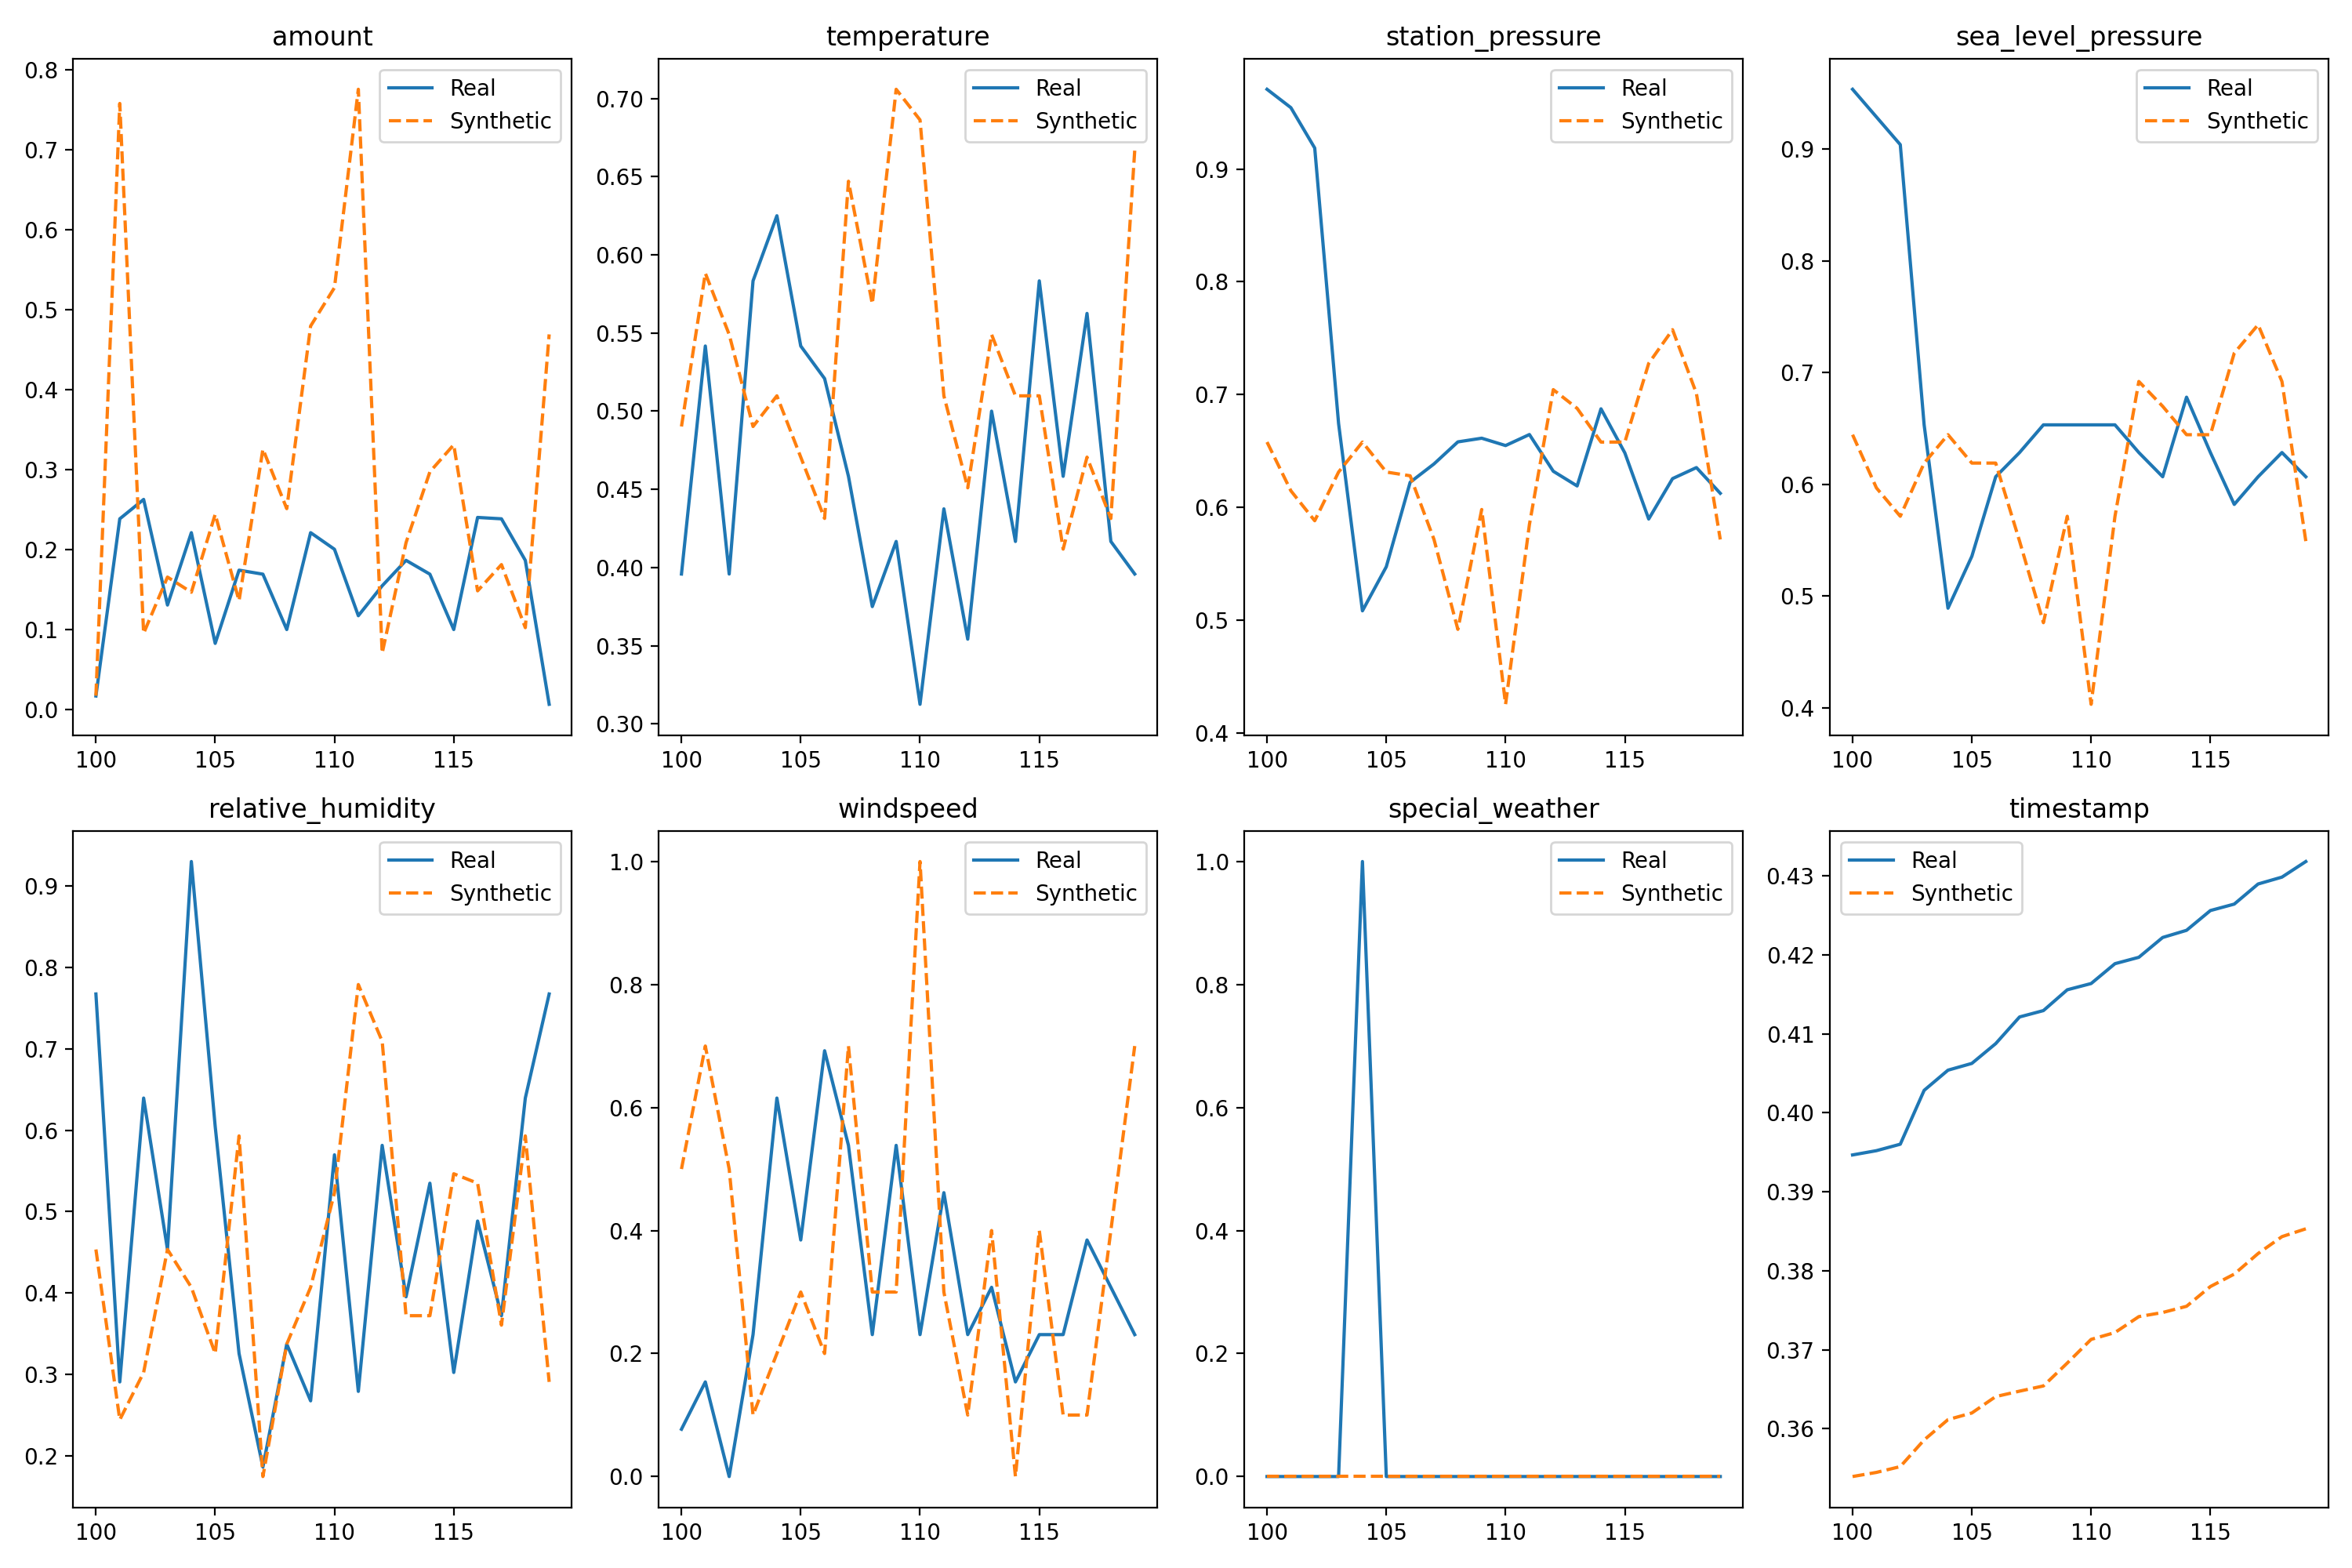 amount
0.8
0.7
0.6
0.5
0.4
0.3
0.2
0.1
0.0
100 105 110 115
Real
Synthetic
temperature
0.70
0.65
0.60
0.55
0.50
0.45
0.40
0.35
0.30
100 105 110 115
Real
Synthetic
station_pressure
0.9
0.8
0.7
0.6
0.5
0.4
100 105 110 115
Real
Synthetic
sea_level_pressure
0.9
0.8
0.7
0.6
0.5
0.4
100 105 110 115
Real
Synthetic
relative_humidity
0.9
0.8
0.7
0.6
0.5
0.4
0.3
0.2
100 105 110 115
Real
Synthetic
windspeed
1.0
0.8
0.6
0.4
0.2
0.0
100 105 110 115
Real
Synthetic
special_weather
1.0
0.8
0.6
0.4
0.2
0.0
100 105 110 115
Real
Synthetic
timestamp
0.43
0.42
0.41
0.40
0.39
0.38
0.37
0.36
100 105 110 115
Real
Synthetic